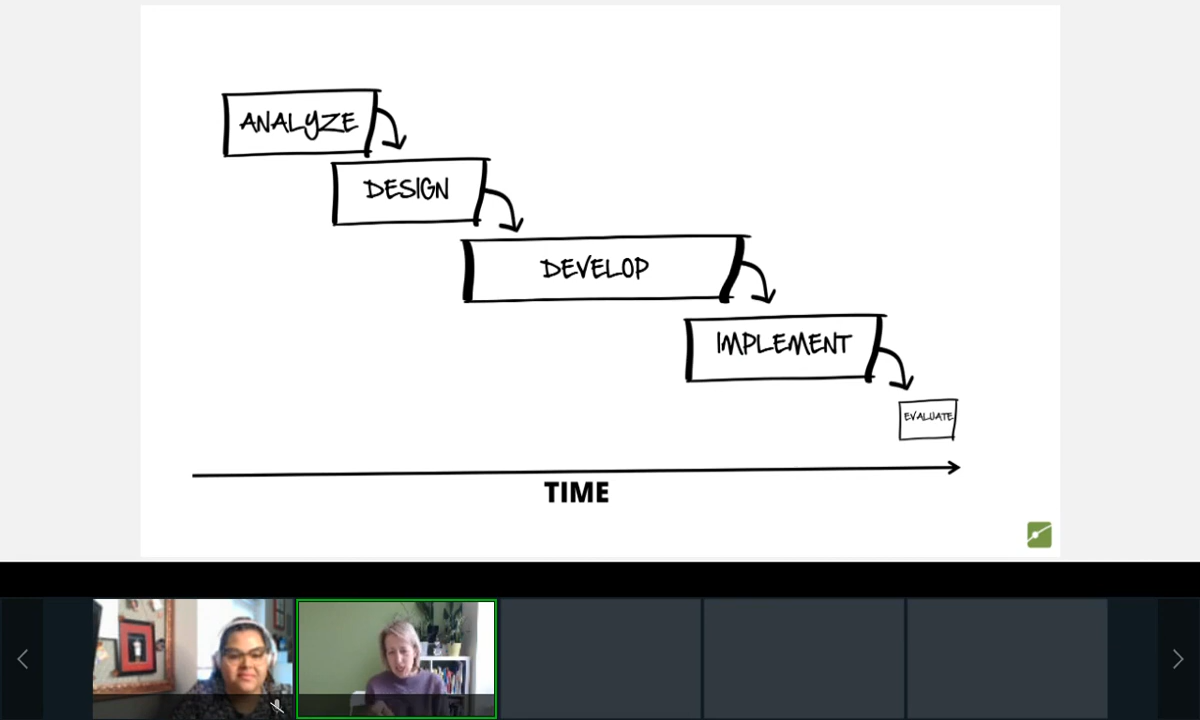 ANALYZE
DESIGN
DEVELOP
IMPLEMENT
EVALUATE
TIME